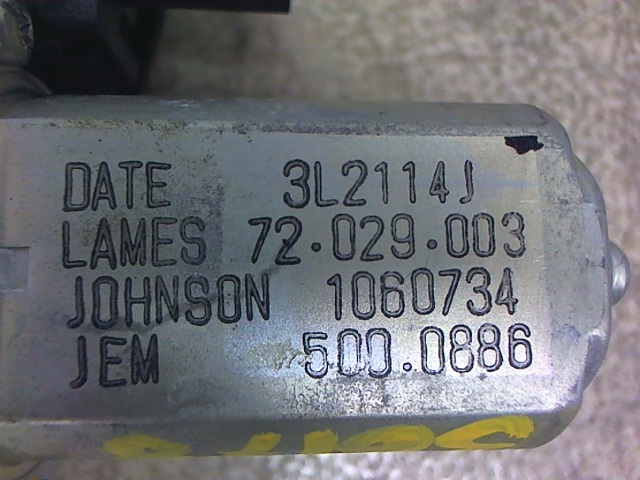 DATE 3L2114J
LAMES 72.029.003
JOHNSON 1060734
JEM 500.0886